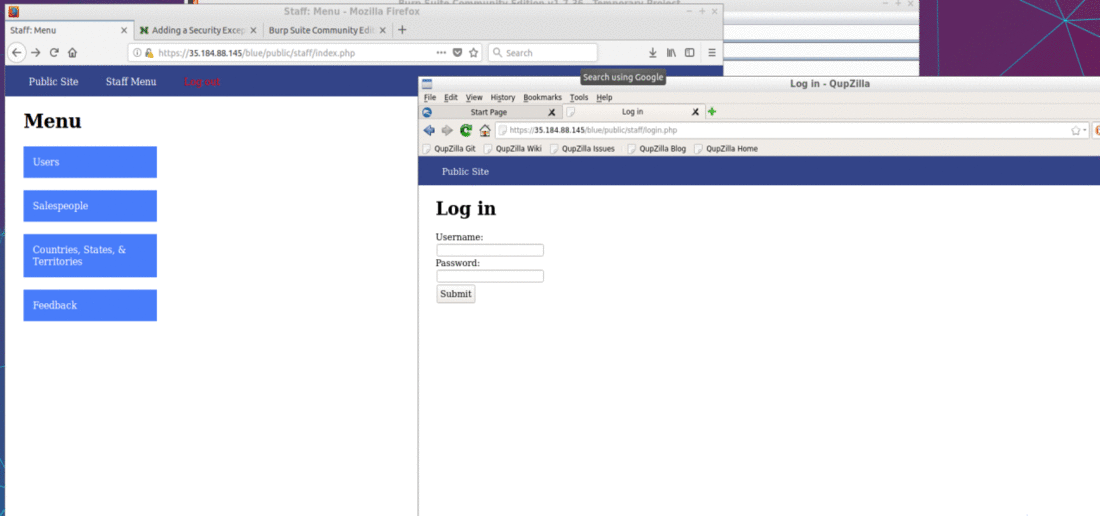 Burp Suite Community Edition v1.7.36 - Temporary Project
Staff: Menu - Mozilla Firefox
Staff: Menu
Adding a Security Excep
Burp Suite Community Edi
https://35.184.88.145/blue/public/staff/index.php
Search
Public Site Staff Menu Log out
Search using Google
Menu
Users
Salespeople
Countries, States, &
Territories
Feedback
Log in - QupZilla
File Edit View History Bookmarks Tools Help
Start Page Log in
https://35.184.88.145/blue/public/staff/login.php
QupZilla Git QupZilla Wiki QupZilla Issues QupZilla Blog QupZilla Home
Public Site
Log in
Username:
Password:
Submit